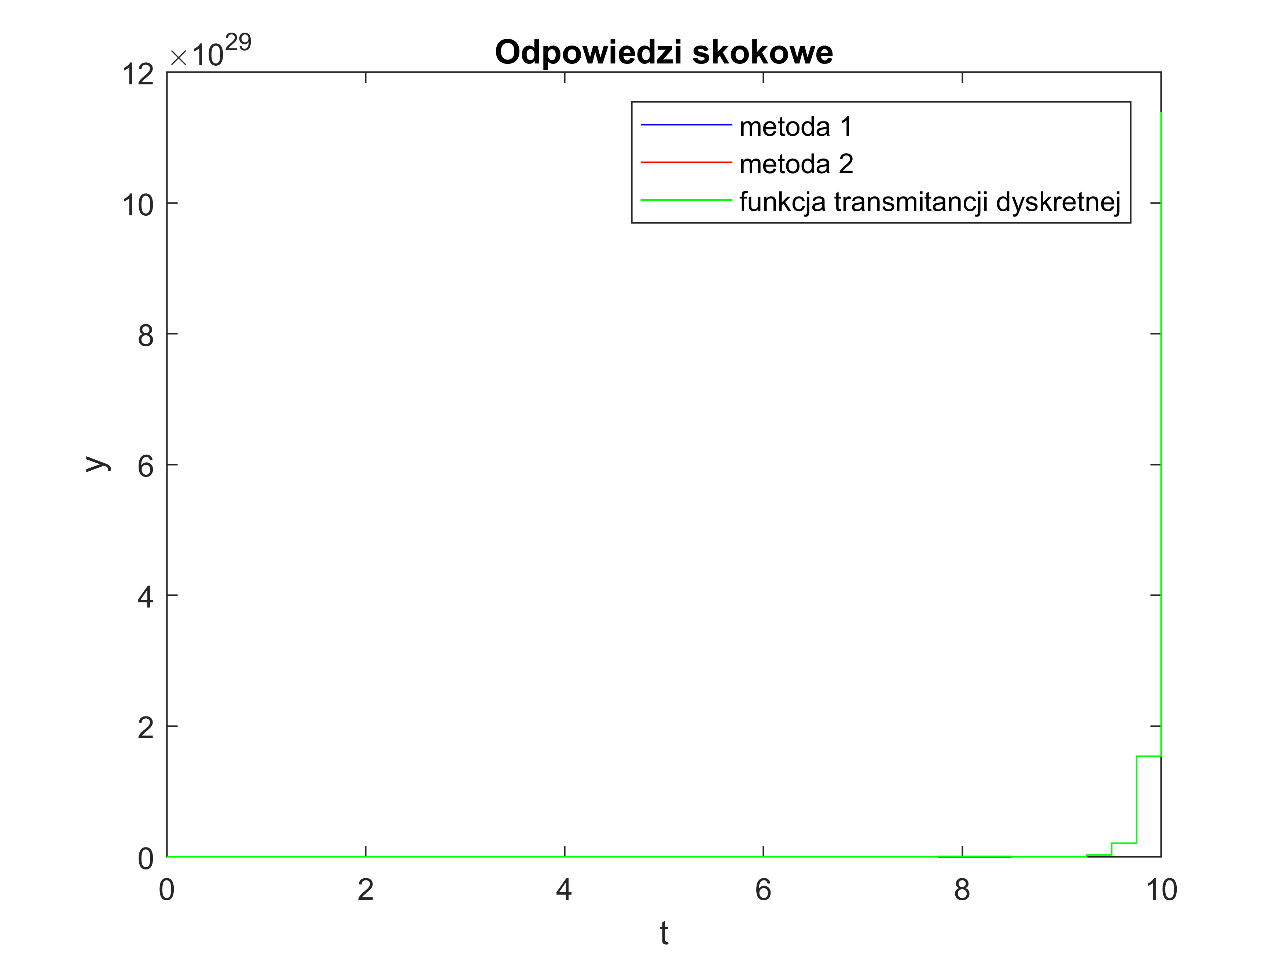 Odpowiedzi skokowe
×10^29
12
10
8
6
4
2
0
y
metoda 1
metoda 2
funkcja transmitancji dyskretnej
0 2 4 6 8 10
t